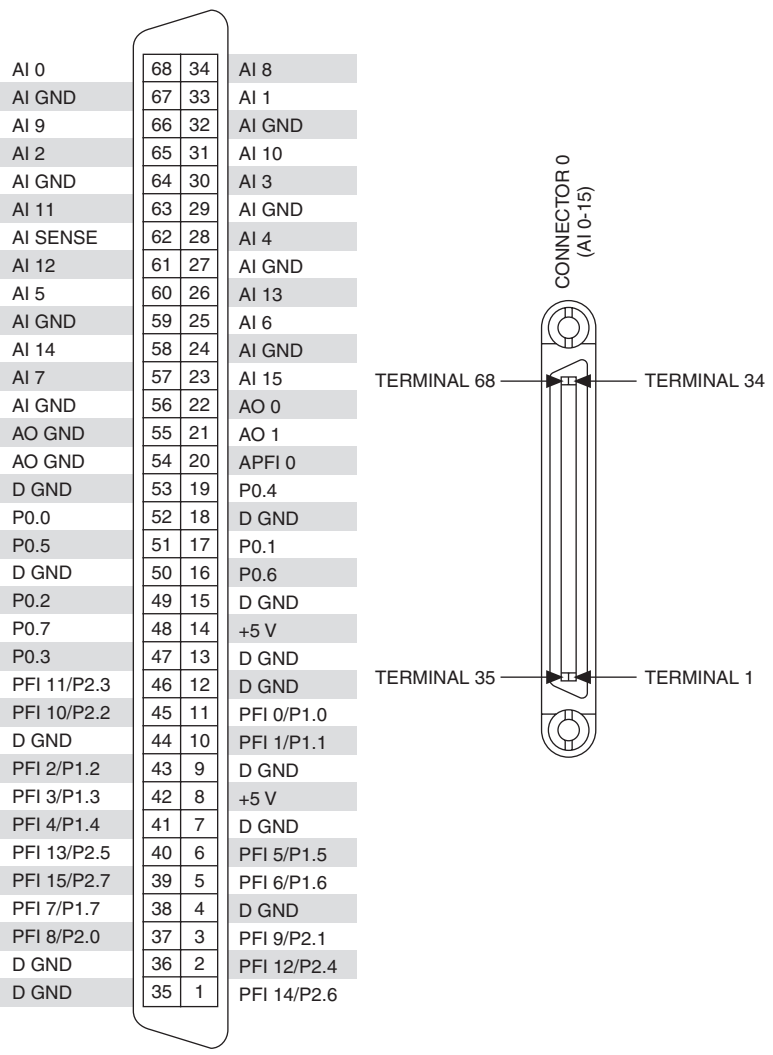 AI 0 68 34 AI 8
AI GND 67 33 AI 1
AI 9 66 32 AI GND
AI 2 65 31 AI 10
AI GND 64 30 AI 3
AI 11 63 29 AI GND
AI SENSE 62 28 AI 4
AI 12 61 27 AI GND
AI 5 60 26 AI 13
AI GND 59 25 AI 6
AI 14 58 24 AI GND
AI 7 57 23 AI 15
AI GND 56 22 AO 0
AO GND 55 21 AO 1
AO GND 54 20 APFI 0
D GND 53 19 P0.4
P0.0 52 18 D GND
P0.5 51 17 P0.1
D GND 50 16 P0.6
P0.2 49 15 D GND
P0.7 48 14 +5 V
P0.3 47 13 D GND
PFI 11/P2.3 46 12 D GND
PFI 10/P2.2 45 11 PFI 0/P1.0
D GND 44 10 PFI 1/P1.1
PFI 2/P1.2 43 9 D GND
PFI 3/P1.3 42 8 +5 V
PFI 4/P1.4 41 7 D GND
PFI 13/P2.5 40 6 PFI 5/P1.5
PFI 15/P2.7 39 5 PFI 6/P1.6
PFI 7/P1.7 38 4 D GND
PFI 8/P2.0 37 3 PFI 9/P2.1
D GND 36 2 PFI 12/P2.4
D GND 35 1 PFI 14/P2.6
CONNECTOR 0
(AI 0-15)
TERMINAL 68 TERMINAL 34
TERMINAL 35 TERMINAL 1